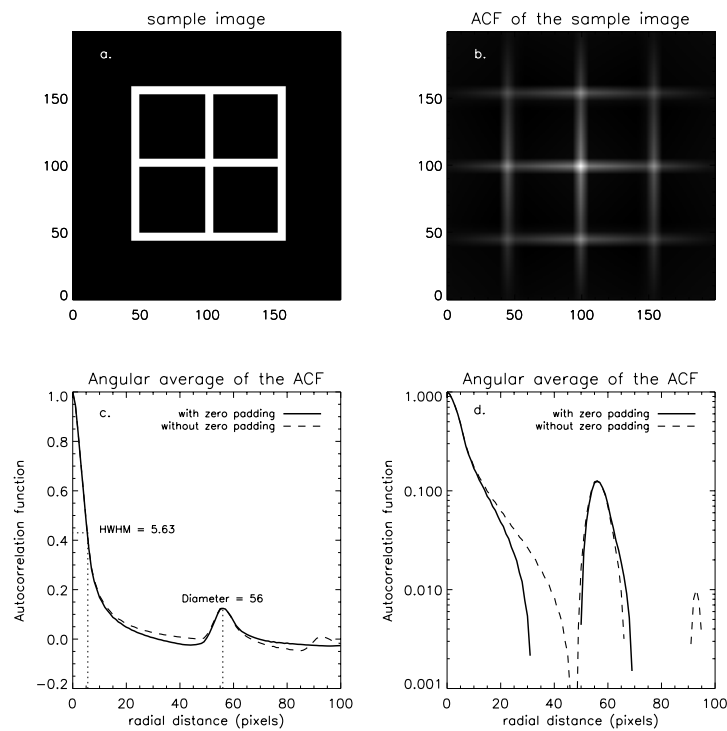 sample image
ACF of the sample image
a.
b.
150
100
50
0
0 50 100 150
150
100
50
0
0 50 100 150
Angular average of the ACF
Angular average of the ACF
c.
with zero padding
without zero padding
HWHM = 5.63
Diameter = 56
Autocorrelation function
1.0
0.8
0.6
0.4
0.2
0.0
−0.2
0 20 40 60 80 100
radial distance (pixels)
d.
with zero padding
without zero padding
Autocorrelation function
1.000
0.100
0.010
0.001
0 20 40 60 80 100
radial distance (pixels)